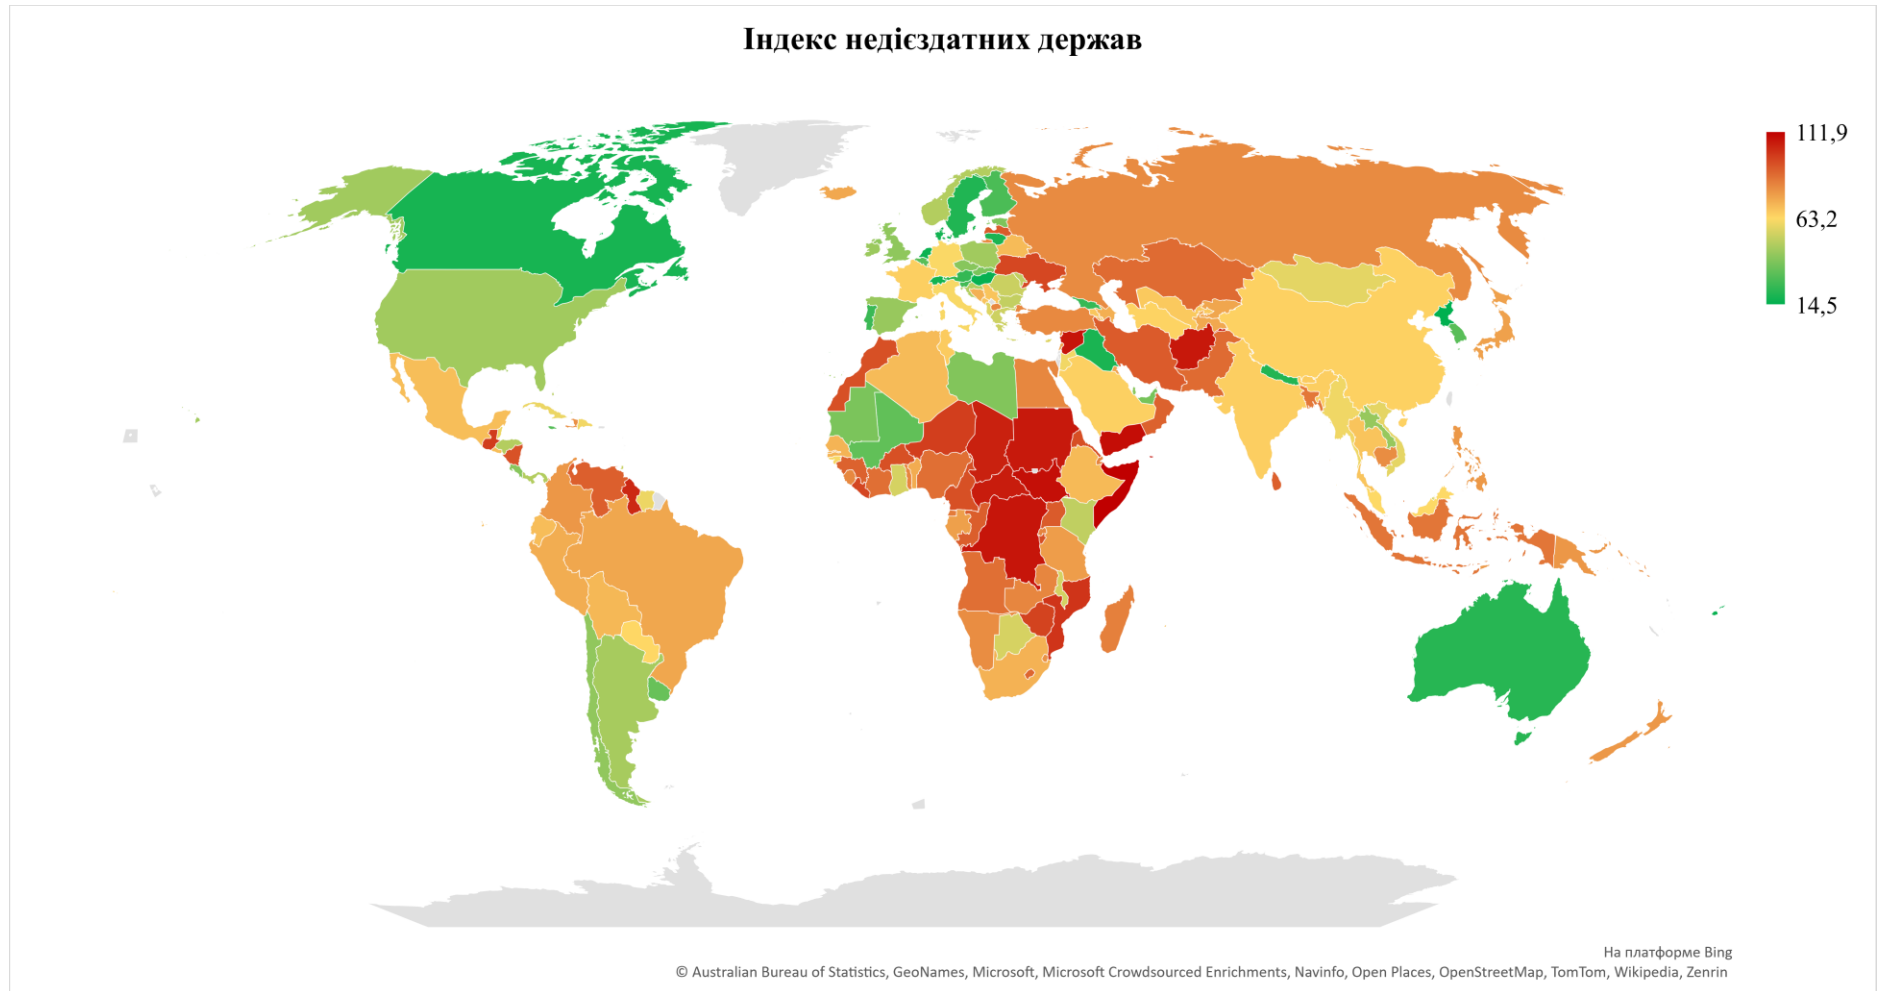 Індекс недієздатних держав
111,9
63,2
14,5
На платформе Bing
© Australian Bureau of Statistics, GeoNames, Microsoft, Microsoft Crowdsourced Enrichments, Navinfo, Open Places, OpenStreetMap, TomTom, Wikipedia, Zenrin